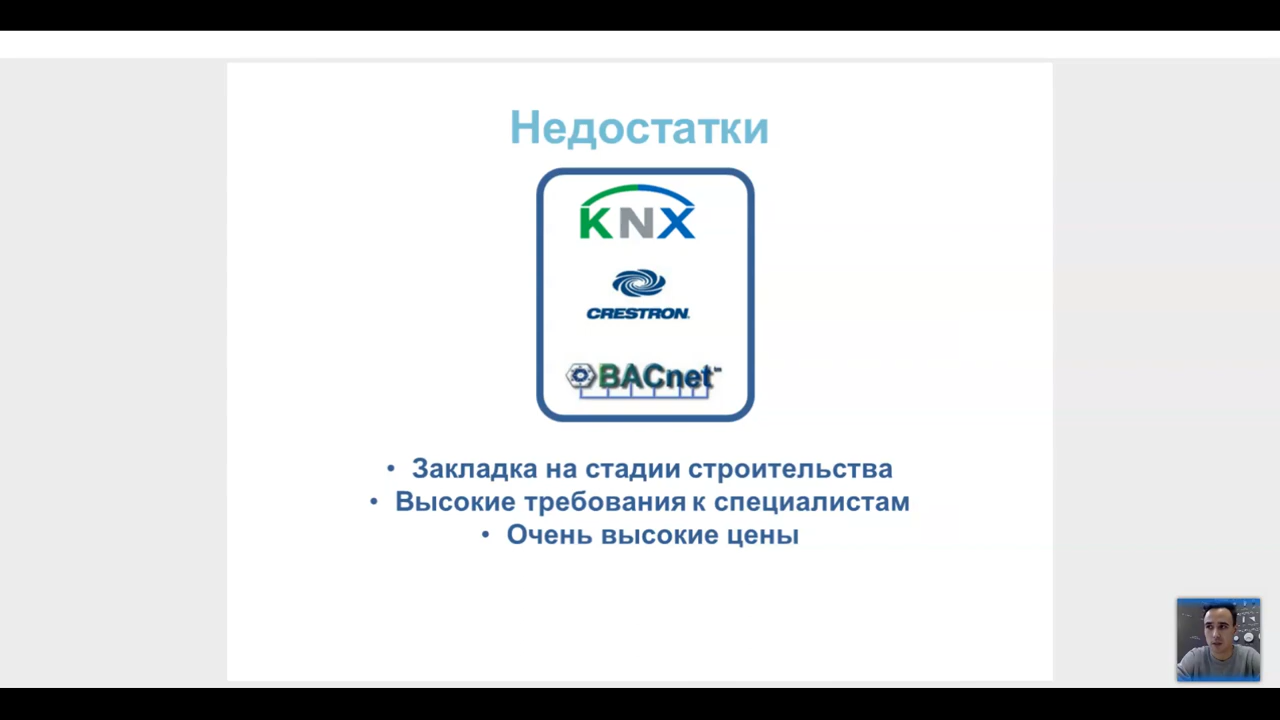 Недостатки
KNX
CRESTRON
BACnet
• Закладка на стадии строительства
• Высокие требования к специалистам
• Очень высокие цены